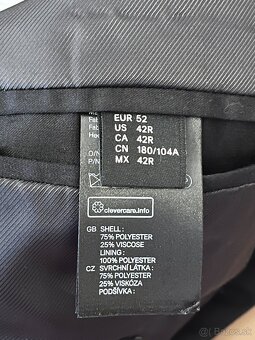 EUR 52
US 42R
CA 42R
CN 180/104A
MX 42R
O/N
P/N
clevercare.info
GB SHELL:
75% POLYESTER
25% VISCOSE
LINING:
100% POLYESTER
CZ SVRCHNÍ LÁTKA:
75% POLYESTER
25% VISKÓZA
PODŠÍVKA: